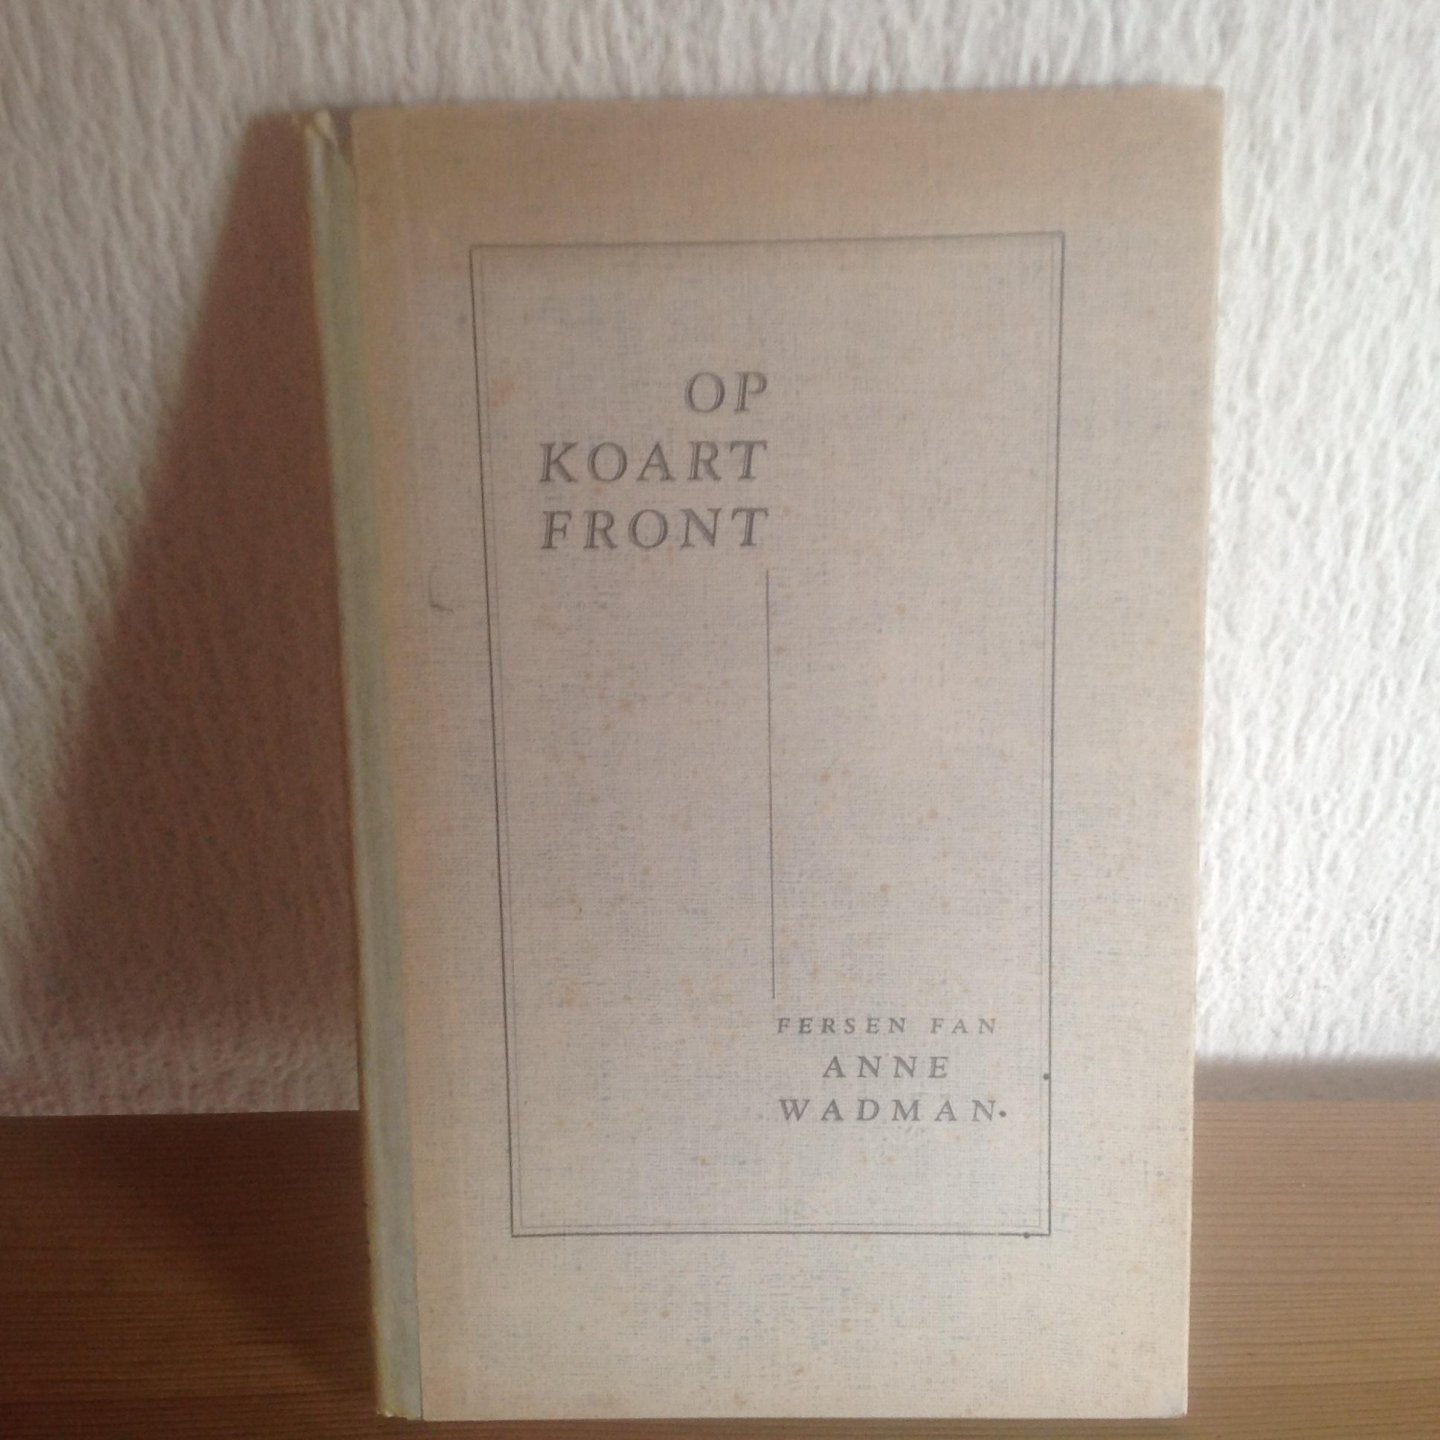 OP
KOART
FRONT
FERSEN FAN
ANNE
WADMAN.